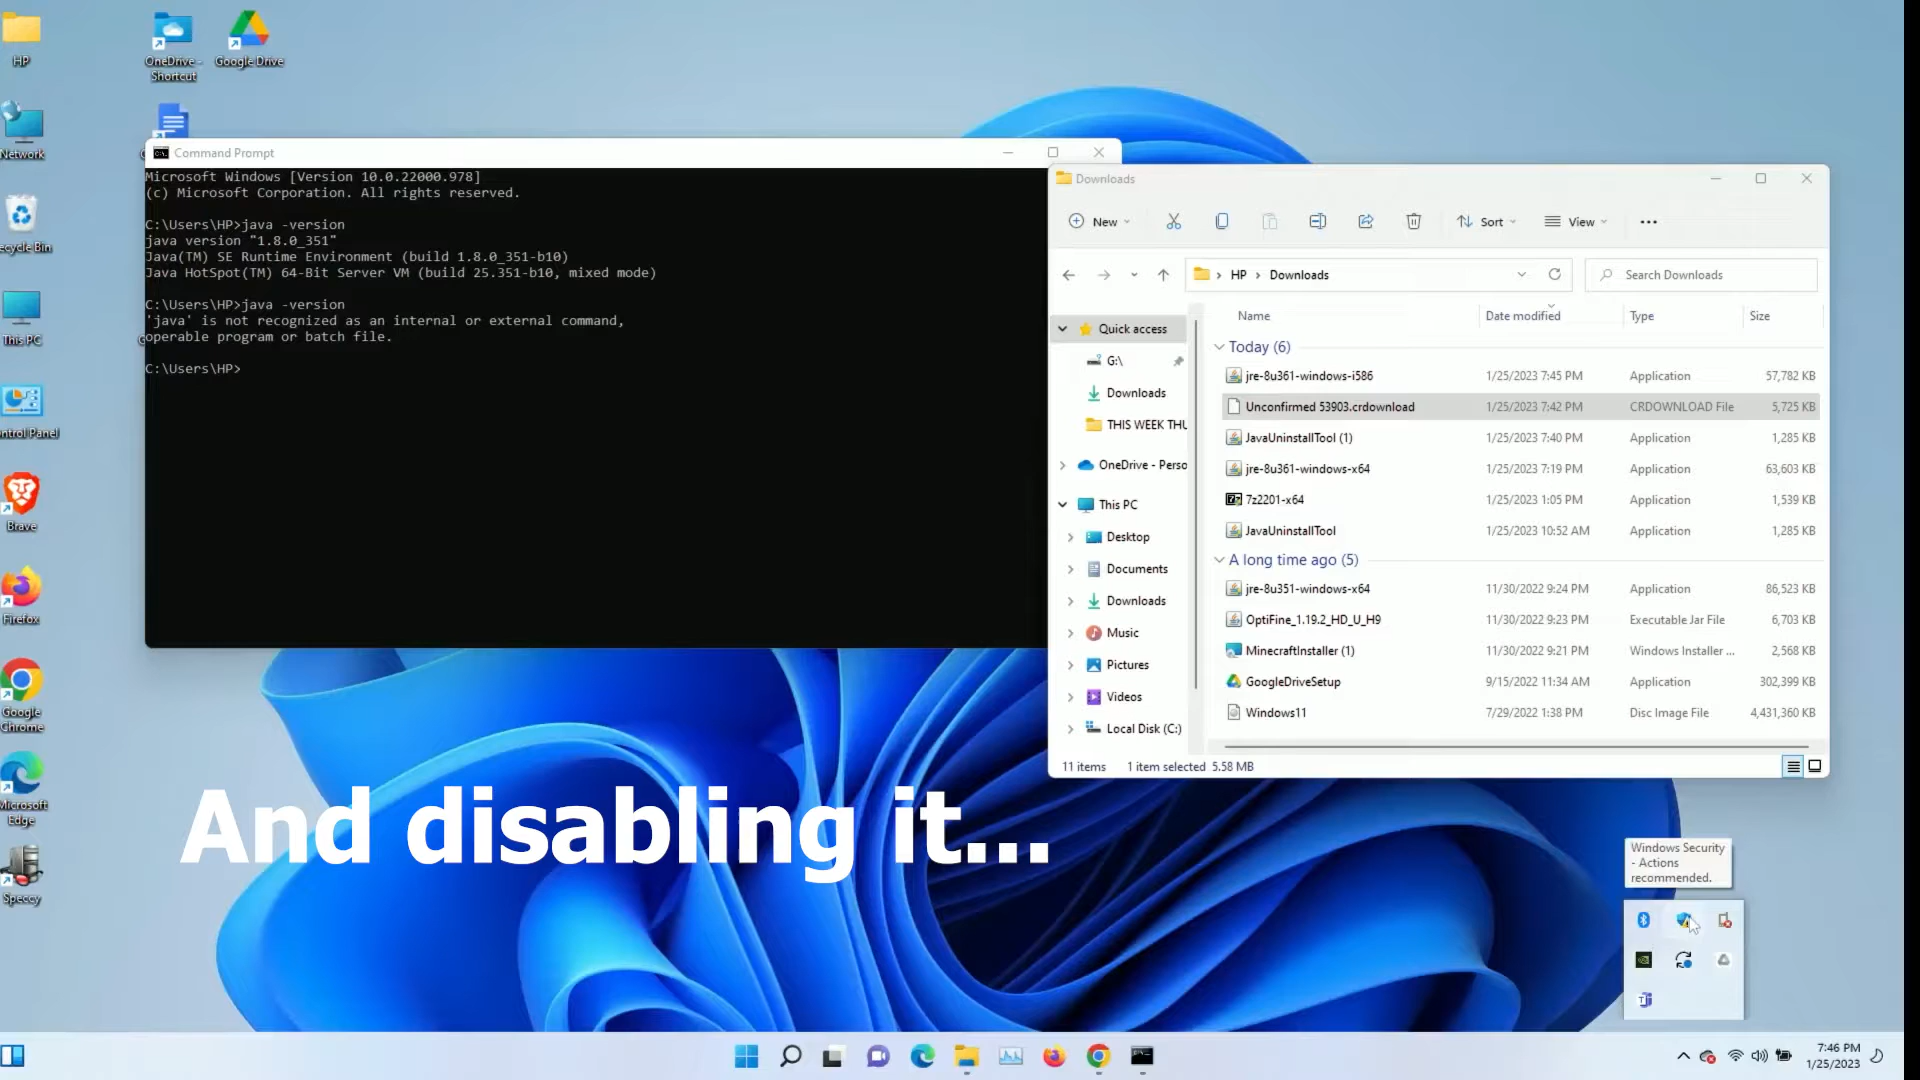 HP
OneDrive -
Shortcut
Google Drive
Network
Recycle Bin
This PC
Control Panel
Brave
Firefox
Google
Chrome
Microsoft
Edge
Speccy
Command Prompt
Microsoft Windows [Version 10.0.22000.978]
(c) Microsoft Corporation. All rights reserved.
C:\Users\HP>java -version
java version "1.8.0_351"
Java(TM) SE Runtime Environment (build 1.8.0_351-b10)
Java HotSpot(TM) 64-Bit Server VM (build 25.351-b10, mixed mode)
C:\Users\HP>java -version
'java' is not recognized as an internal or external command,
operable program or batch file.
C:\Users\HP>
Downloads
New Sort View
HP > Downloads Search Downloads
Name Date modified Type Size
Quick access
G:\
Downloads
THIS WEEK THU
OneDrive - Perso
This PC
Desktop
Documents
Downloads
Music
Pictures
Videos
Local Disk (C:)
Today (6)
jre-8u361-windows-i586 1/25/2023 7:45 PM Application 57,782 KB
Unconfirmed 53903.crdownload 1/25/2023 7:42 PM CRDOWNLOAD File 5,725 KB
JavaUninstallTool (1) 1/25/2023 7:40 PM Application 1,285 KB
jre-8u361-windows-x64 1/25/2023 7:19 PM Application 63,603 KB
7z2201-x64 1/25/2023 1:05 PM Application 1,539 KB
JavaUninstallTool 1/25/2023 10:52 AM Application 1,285 KB
A long time ago (5)
jre-8u351-windows-x64 11/30/2022 9:24 PM Application 86,523 KB
OptiFine_1.19.2_HD_U_H9 11/30/2022 9:23 PM Executable Jar File 6,703 KB
MinecraftInstaller (1) 11/30/2022 9:21 PM Windows Installer ... 2,568 KB
GoogleDriveSetup 9/15/2022 11:34 AM Application 302,399 KB
Windows11 7/29/2022 1:38 PM Disc Image File 4,431,360 KB
11 items 1 item selected 5.58 MB
And disabling it...
Windows Security
- Actions
recommended.
7:46 PM
1/25/2023